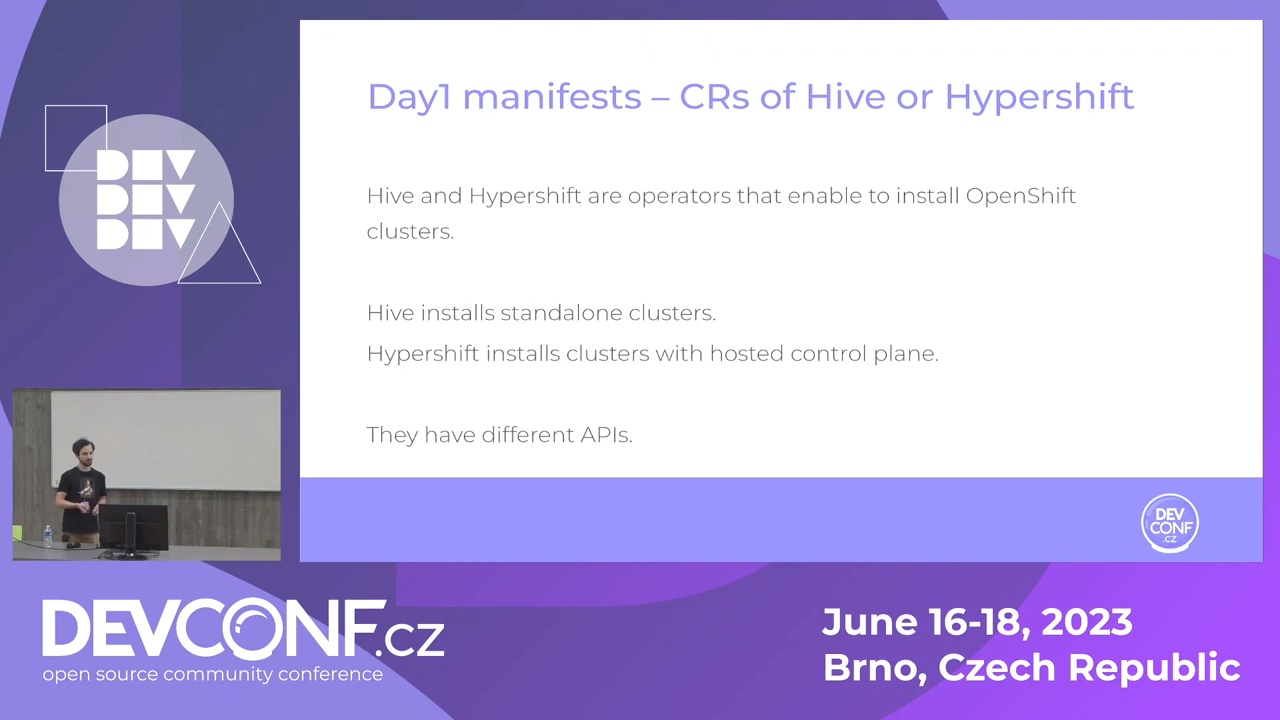 DEV
DEV
DEV
Day1 manifests – CRs of Hive or Hypershift
Hive and Hypershift are operators that enable to install OpenShift
clusters.
Hive installs standalone clusters.
Hypershift installs clusters with hosted control plane.
They have different APIs.
DEV
CONF
.CZ
DEVCONF.cz
open source community conference
June 16-18, 2023
Brno, Czech Republic